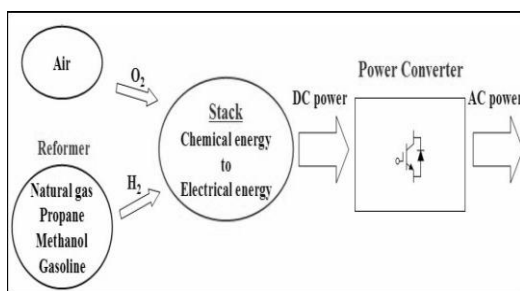 Air
O₂
Reformer
Natural gas
Propane
Methanol
Gasoline
H₂
Stack
Chemical energy
to
Electrical energy
DC power
Power Converter
AC power